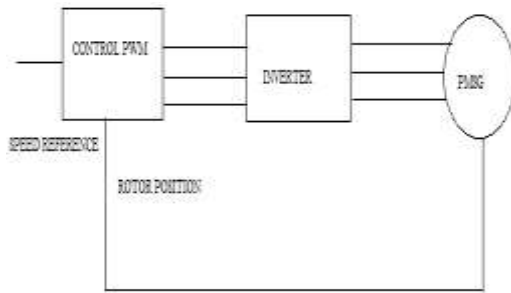 CONTROL PWM
INVERTER
PMSG
SPEED REFERENCE
ROTOR POSITION